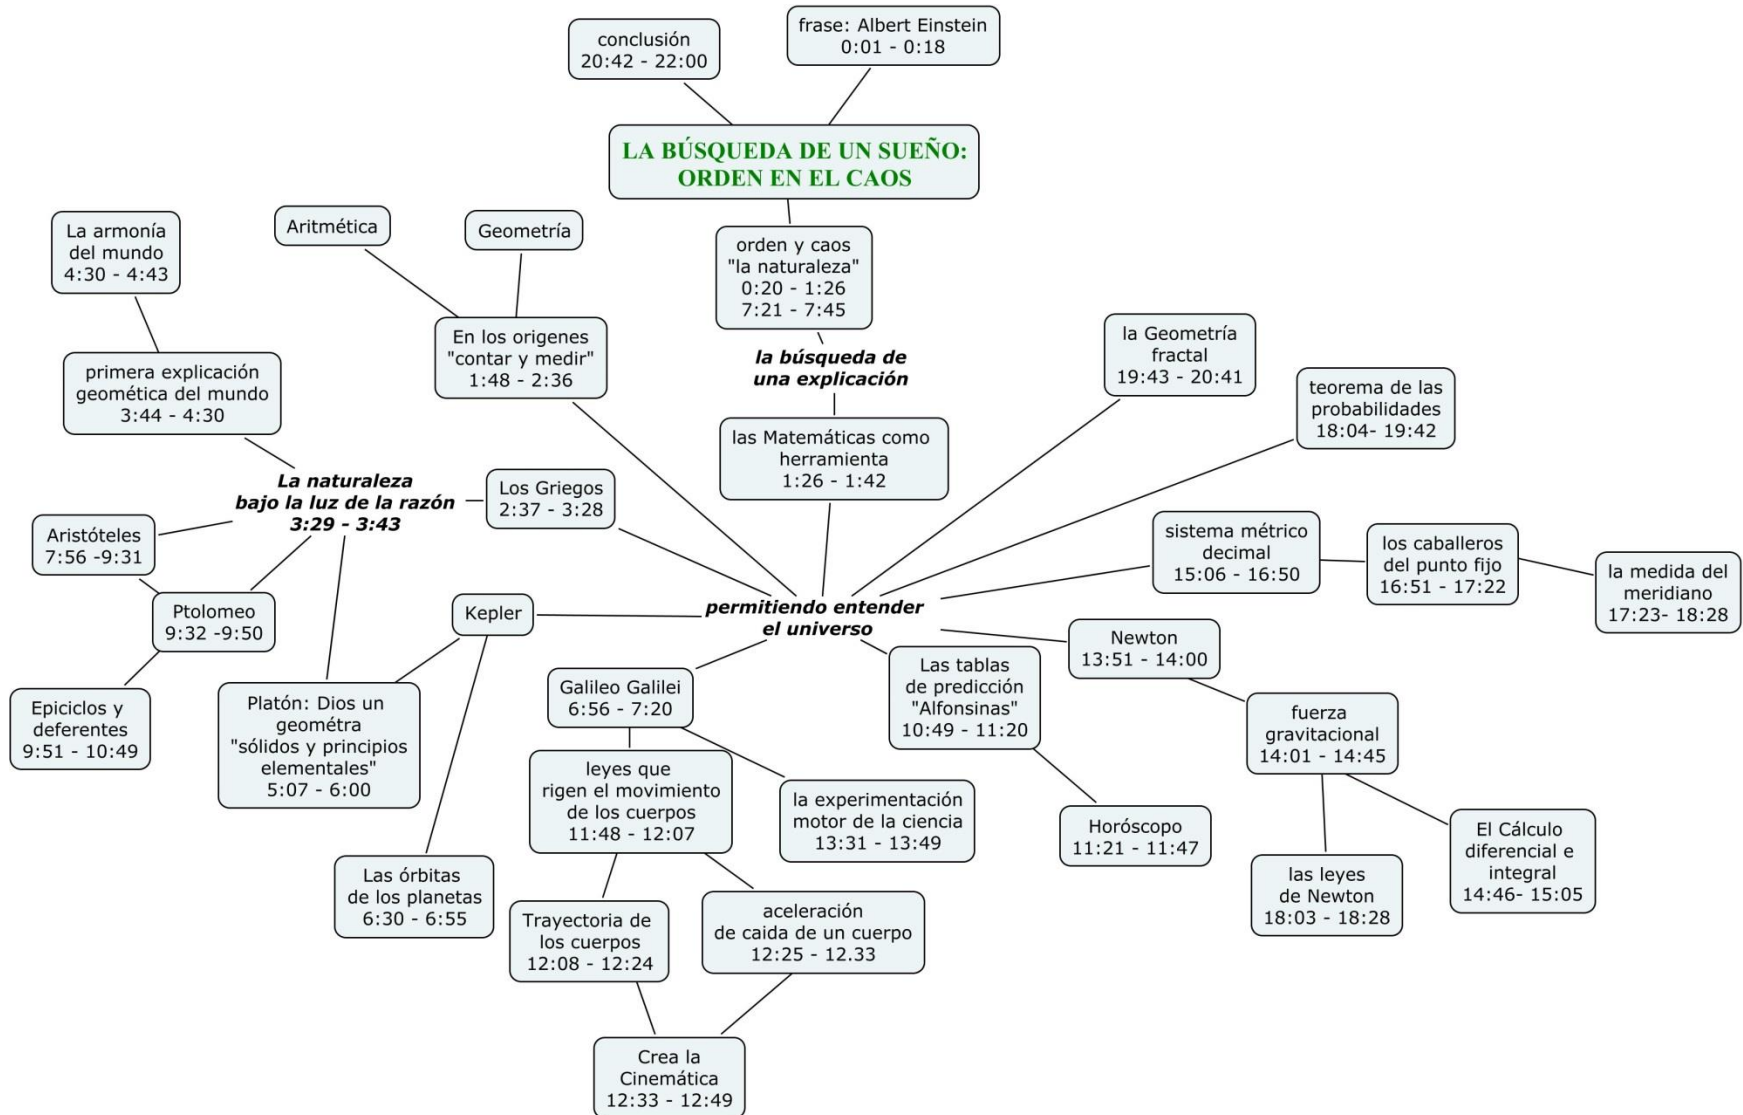 conclusión
20:42 - 22:00
frase: Albert Einstein
0:01 - 0:18
LA BÚSQUEDA DE UN SUEÑO:
ORDEN EN EL CAOS
La armonía
del mundo
4:30 - 4:43
Aritmética
Geometría
orden y caos
"la naturaleza"
0:20 - 1:26
7:21 - 7:45
En los origenes
"contar y medir"
1:48 - 2:36
la búsqueda de
una explicación
la Geometría
fractal
19:43 - 20:41
primera explicación
geomética del mundo
3:44 - 4:30
teorema de las
probabilidades
18:04- 19:42
las Matemáticas como
herramienta
1:26 - 1:42
La naturaleza
bajo la luz de la razón
3:29 - 3:43
Los Griegos
2:37 - 3:28
Aristóteles
7:56 -9:31
sistema métrico
decimal
15:06 - 16:50
los caballeros
del punto fijo
16:51 - 17:22
la medida del
meridiano
17:23- 18:28
Ptolomeo
9:32 -9:50
Kepler
permitiendo entender
el universo
Newton
13:51 - 14:00
Epiciclos y
deferentes
9:51 - 10:49
Platón: Dios un
geométra
"sólidos y principios
elementales"
5:07 - 6:00
Galileo Galilei
6:56 - 7:20
Las tablas
de predicción
"Alfonsinas"
10:49 - 11:20
fuerza
gravitacional
14:01 - 14:45
leyes que
rigen el movimiento
de los cuerpos
11:48 - 12:07
la experimentación
motor de la ciencia
13:31 - 13:49
Horóscopo
11:21 - 11:47
El Cálculo
diferencial e
integral
14:46- 15:05
Las órbitas
de los planetas
6:30 - 6:55
las leyes
de Newton
18:03 - 18:28
Trayectoria de
los cuerpos
12:08 - 12:24
aceleración
de caida de un cuerpo
12:25 - 12.33
Crea la
Cinemática
12:33 - 12:49